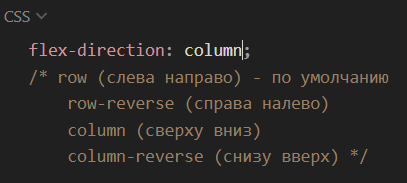 CSS
flex-direction: column;
/* row (слева направо) - по умолчанию
row-reverse (справа налево)
column (сверху вниз)
column-reverse (снизу вверх) */